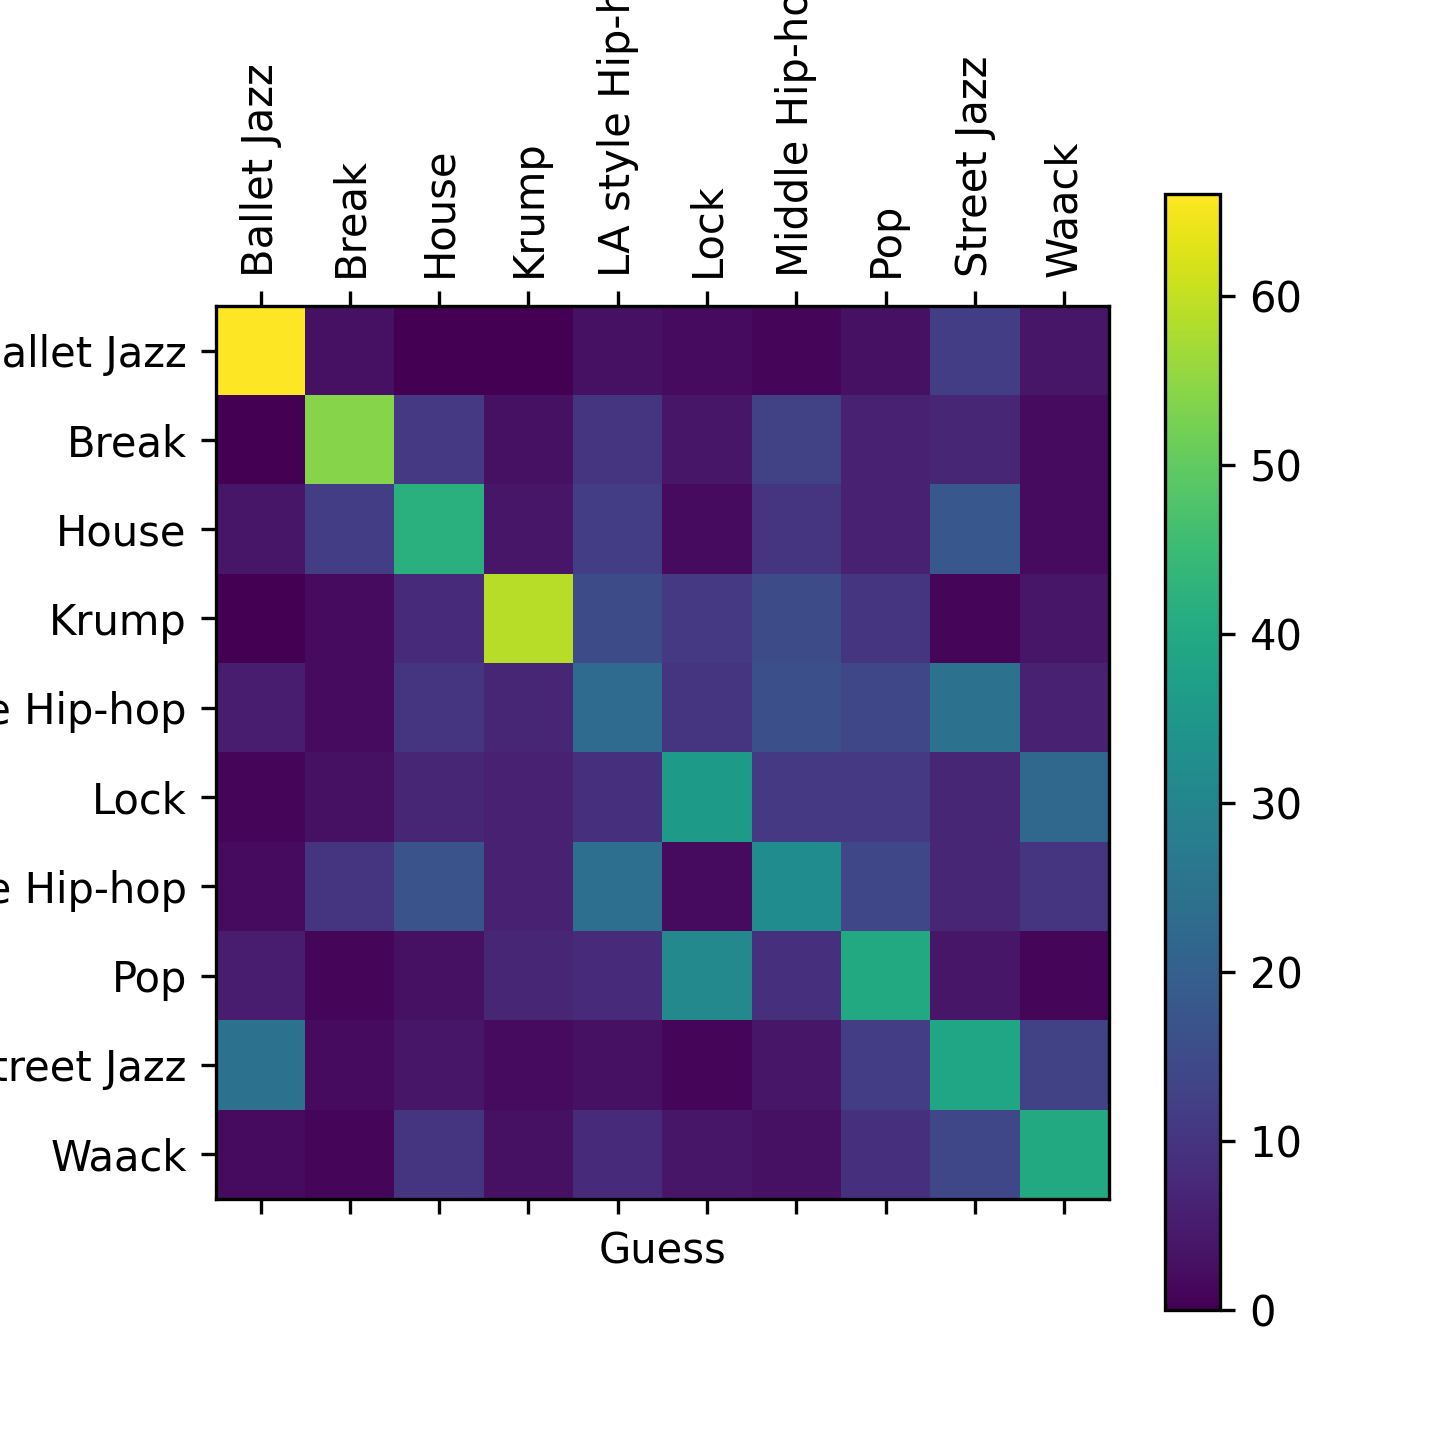 Ballet Jazz
Break
House
Krump
LA style Hip-h
Lock
Middle Hip-ho
Pop
Street Jazz
Waack
allet Jazz
Break
House
Krump
e Hip-hop
Lock
e Hip-hop
Pop
treet Jazz
Waack
Guess
60
50
40
30
20
10
0